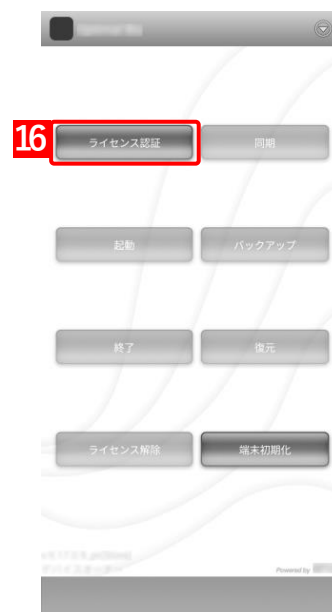 16
ライセンス認証
同期
起動
バックアップ
終了
復元
ライセンス解除
端末初期化
Powered by